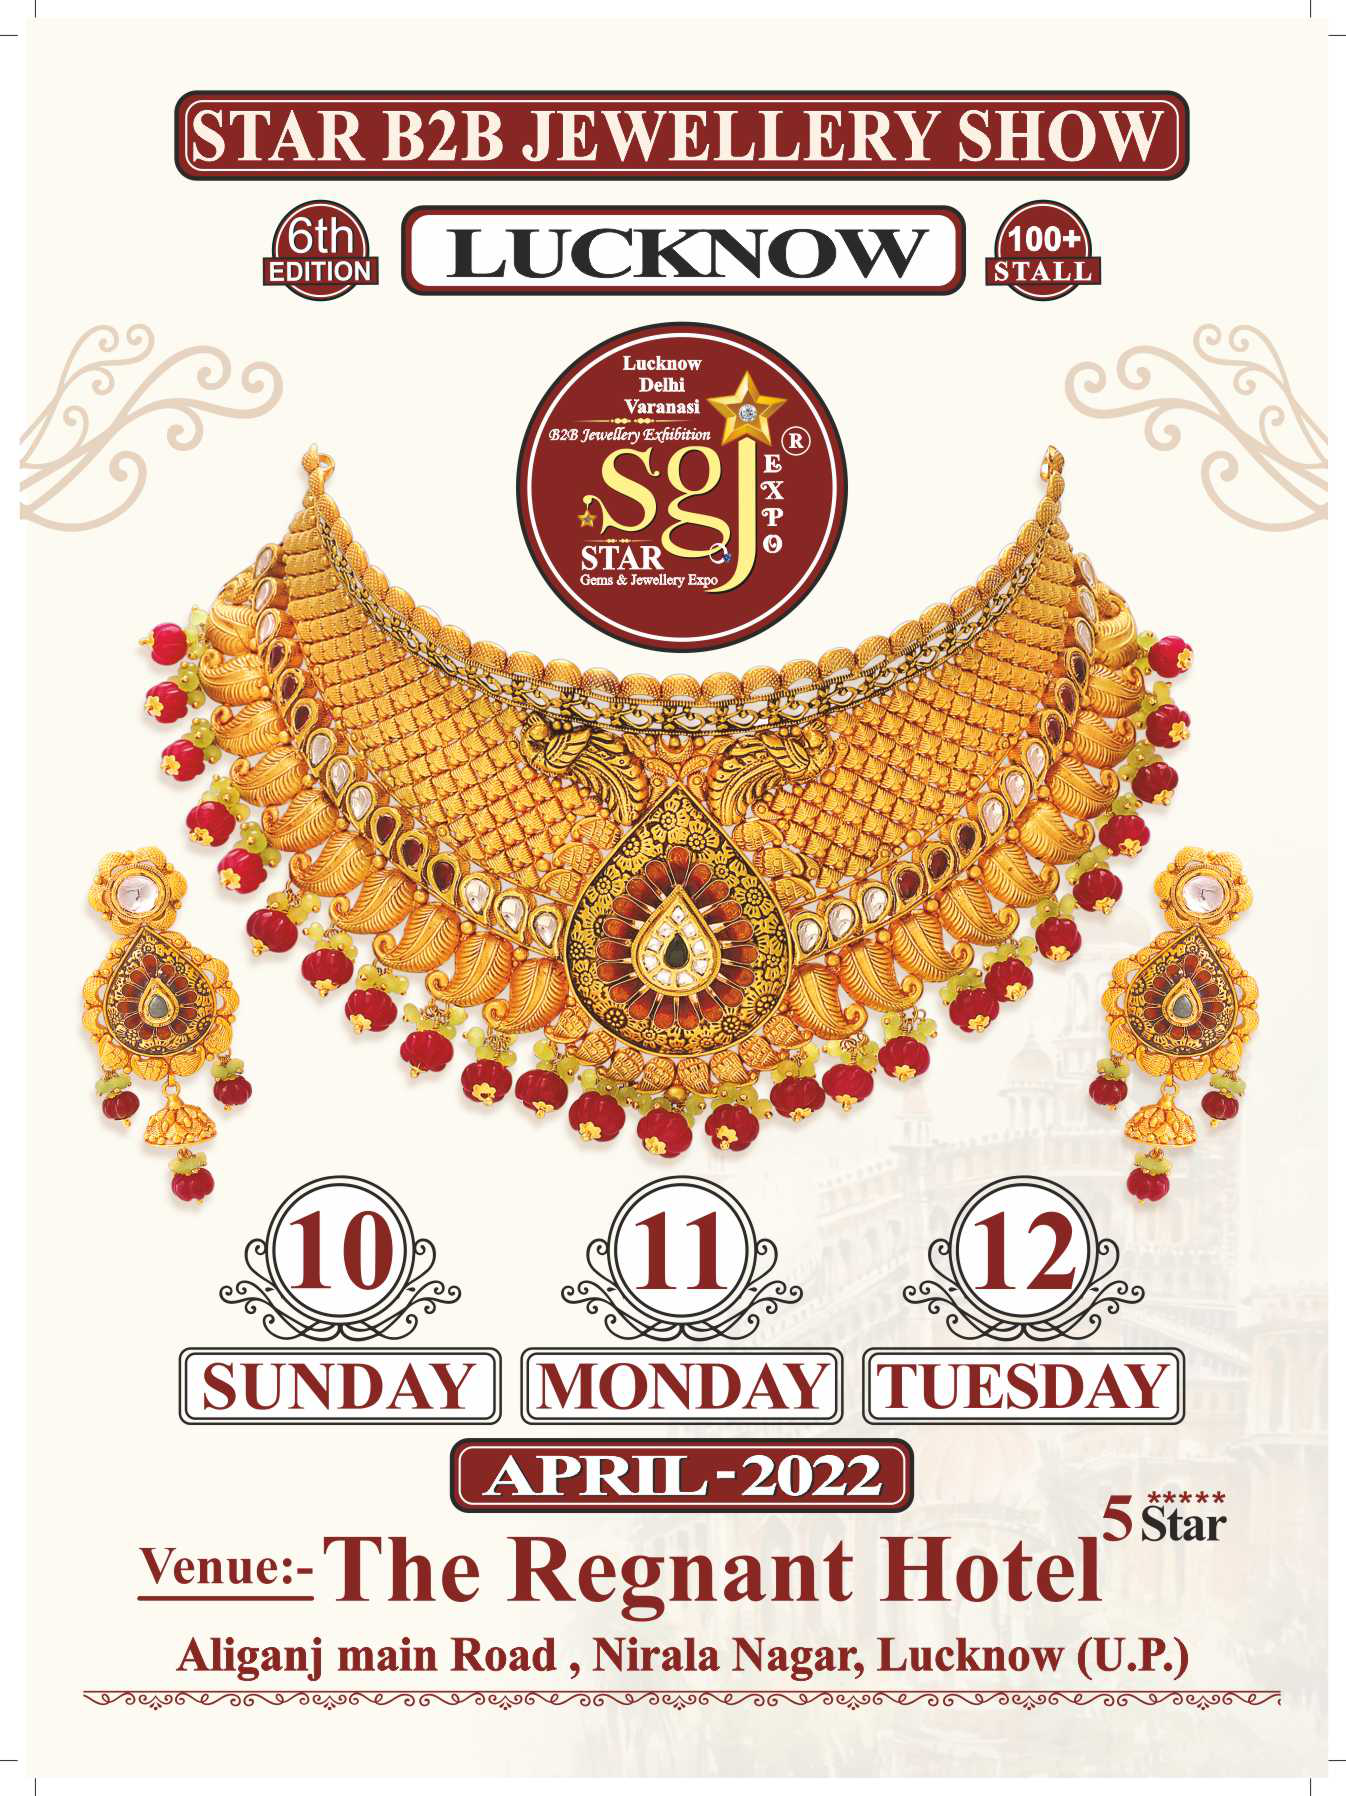 STAR B2B JEWELLERY SHOW
6th
EDITION
LUCKNOW
100+
STALL
Lucknow
Delhi
Varanasi
B2B Jewellery Exhibition
sgj
®
EXPO
STAR
Gems & Jewellery Expo
10
SUNDAY
11
MONDAY
12
TUESDAY
APRIL-2022
Venue:- The Regnant Hotel
5 Star
*****
Aliganj main Road , Nirala Nagar, Lucknow (U.P.)